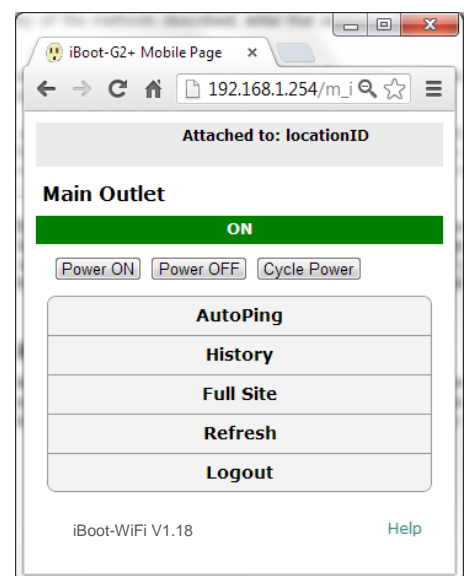 iBoot-G2+ Mobile Page
192.168.1.254/m_i
Attached to: locationID
Main Outlet
ON
Power ON Power OFF Cycle Power
AutoPing
History
Full Site
Refresh
Logout
iBoot-WiFi V1.18 Help